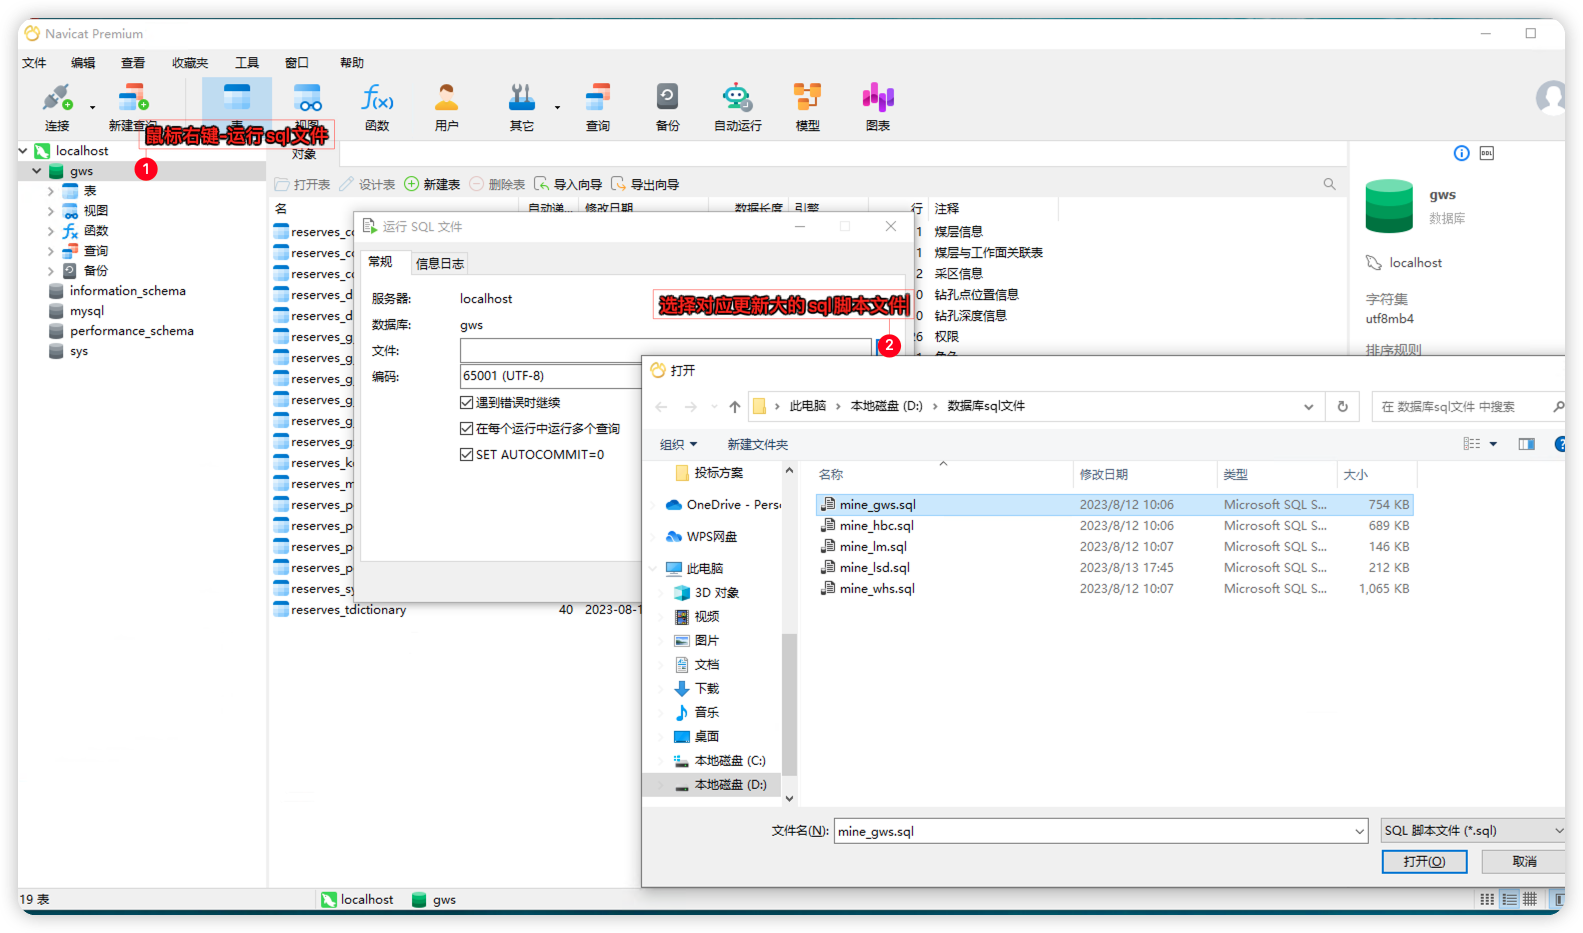 Navicat Premium
文件 编辑 查看 收藏夹 工具 窗口 帮助
连接 新建查询 表 视图 函数 用户 其它 查询 备份 自动运行 模型 图表
鼠标右键-运行sql文件
1
localhost
gws
表
视图
函数
查询
备份
information_schema
mysql
performance_schema
sys
对象
打开表 设计表 新建表 删除表 导入向导 导出向导
名 自动递... 修改日期 数据长度 引擎 行 注释
reserves_cc 1 煤层信息
reserves_cc 1 煤层与工作面关联表
reserves_cc 2 采区信息
reserves_d 0 钻孔点位置信息
reserves_d 0 钻孔深度信息
reserves_g 26 权限
reserves_g
reserves_g
reserves_g
reserves_g
reserves_g
reserves_k
reserves_m
reserves_p
reserves_p
reserves_p
reserves_p
reserves_sy
reserves_tdictionary 40 2023-08-1
运行 SQL 文件
常规 信息日志
服务器: localhost
数据库: gws
文件:
编码: 65001 (UTF-8)
遇到错误时继续
在每个运行中运行多个查询
SET AUTOCOMMIT=0
选择对应更新大的sql脚本文件
2
打开
此电脑 本地磁盘 (D:) 数据库sql文件
在 数据库sql文件 中搜索
组织 新建文件夹
投标方案
OneDrive - Perso
WPS网盘
此电脑
3D 对象
视频
图片
文档
下载
音乐
桌面
本地磁盘 (C:)
本地磁盘 (D:)
名称 修改日期 类型 大小
mine_gws.sql 2023/8/12 10:06 Microsoft SQL S... 754 KB
mine_hbc.sql 2023/8/12 10:06 Microsoft SQL S... 689 KB
mine_lm.sql 2023/8/12 10:07 Microsoft SQL S... 146 KB
mine_lsd.sql 2023/8/13 17:45 Microsoft SQL S... 212 KB
mine_whs.sql 2023/8/12 10:07 Microsoft SQL S... 1,065 KB
文件名(N): mine_gws.sql
SQL 脚本文件 (*.sql)
打开(O) 取消
DDL
gws
数据库
localhost
字符集
utf8mb4
排序规则
19 表 localhost gws